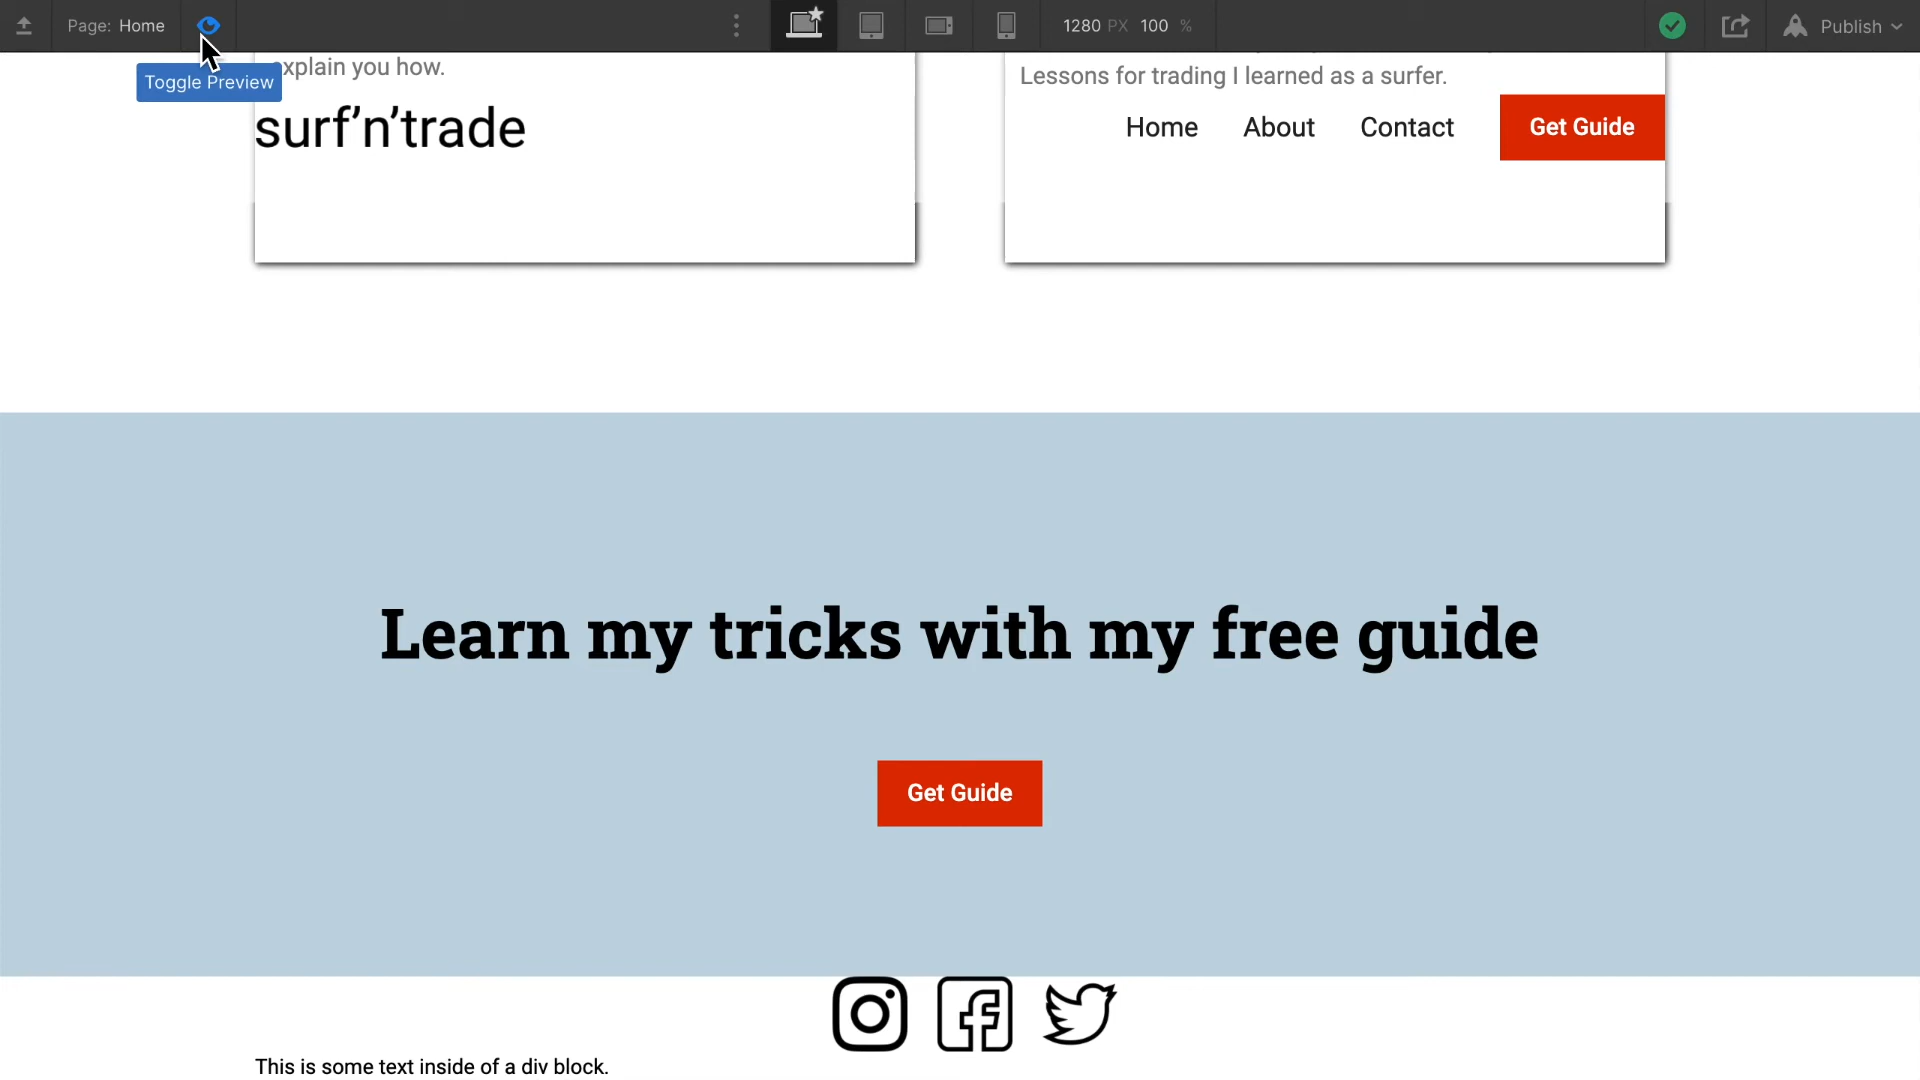 Page: Home
1280 PX 100 %
Publish
Toggle Preview
xplain you how.
Lessons for trading I learned as a surfer.
surf’n’trade
Home About Contact Get Guide
Learn my tricks with my free guide
Get Guide
This is some text inside of a div block.